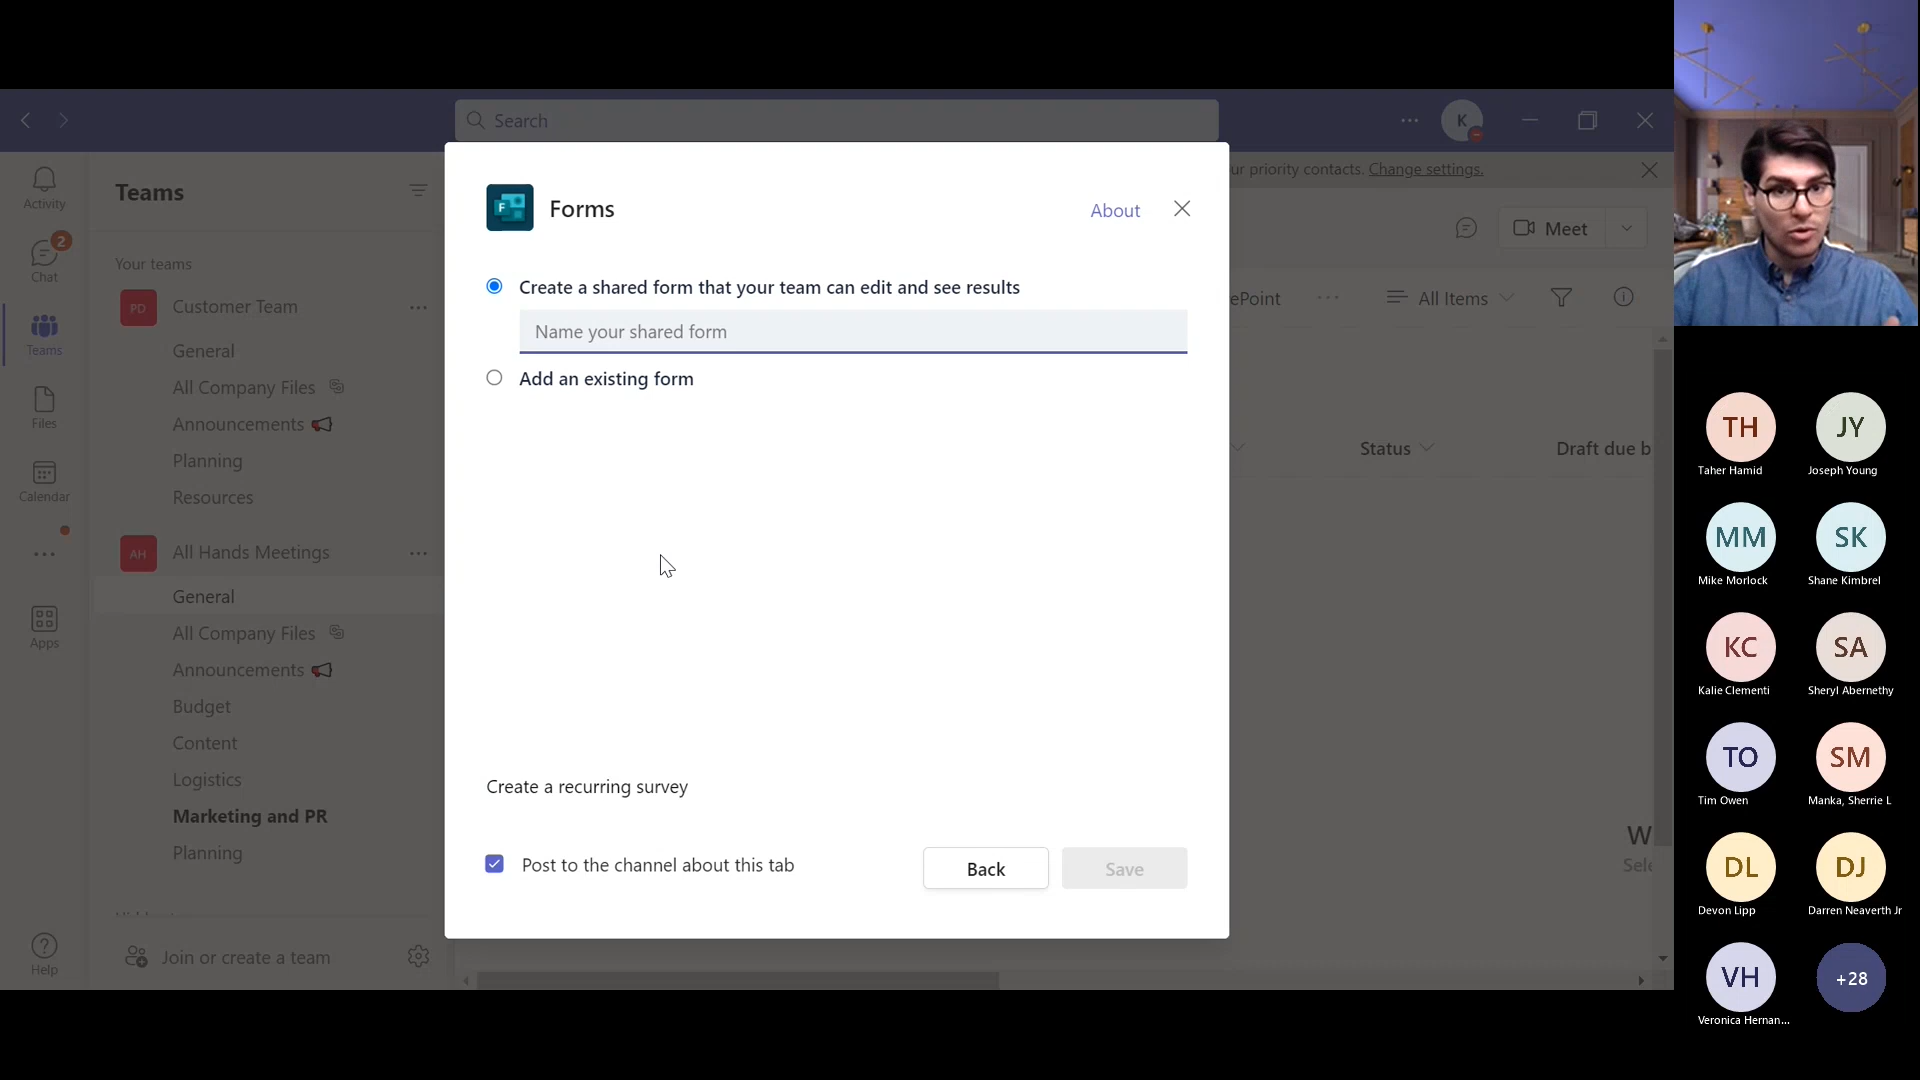 Search
K
Activity
2
Chat
Teams
Files
Calendar
Apps
Help
Teams
Your teams
PD Customer Team
General
All Company Files
Announcements
Planning
Resources
AH All Hands Meetings
General
All Company Files
Announcements
Budget
Content
Logistics
Marketing and PR
Planning
Join or create a team
ur priority contacts. Change settings.
Meet
ePoint
All Items
Status
Draft due b
W
Sele
F Forms
About
Create a shared form that your team can edit and see results
Name your shared form
Add an existing form
Create a recurring survey
Post to the channel about this tab
Back
Save
TH JY
Taher Hamid Joseph Young
MM SK
Mike Morlock Shane Kimbrel
KC SA
Kalie Clementi Sheryl Abernethy
TO SM
Tim Owen Manka, Sherrie L
DL DJ
Devon Lipp Darren Neaverth Jr
VH +28
Veronica Hernan...